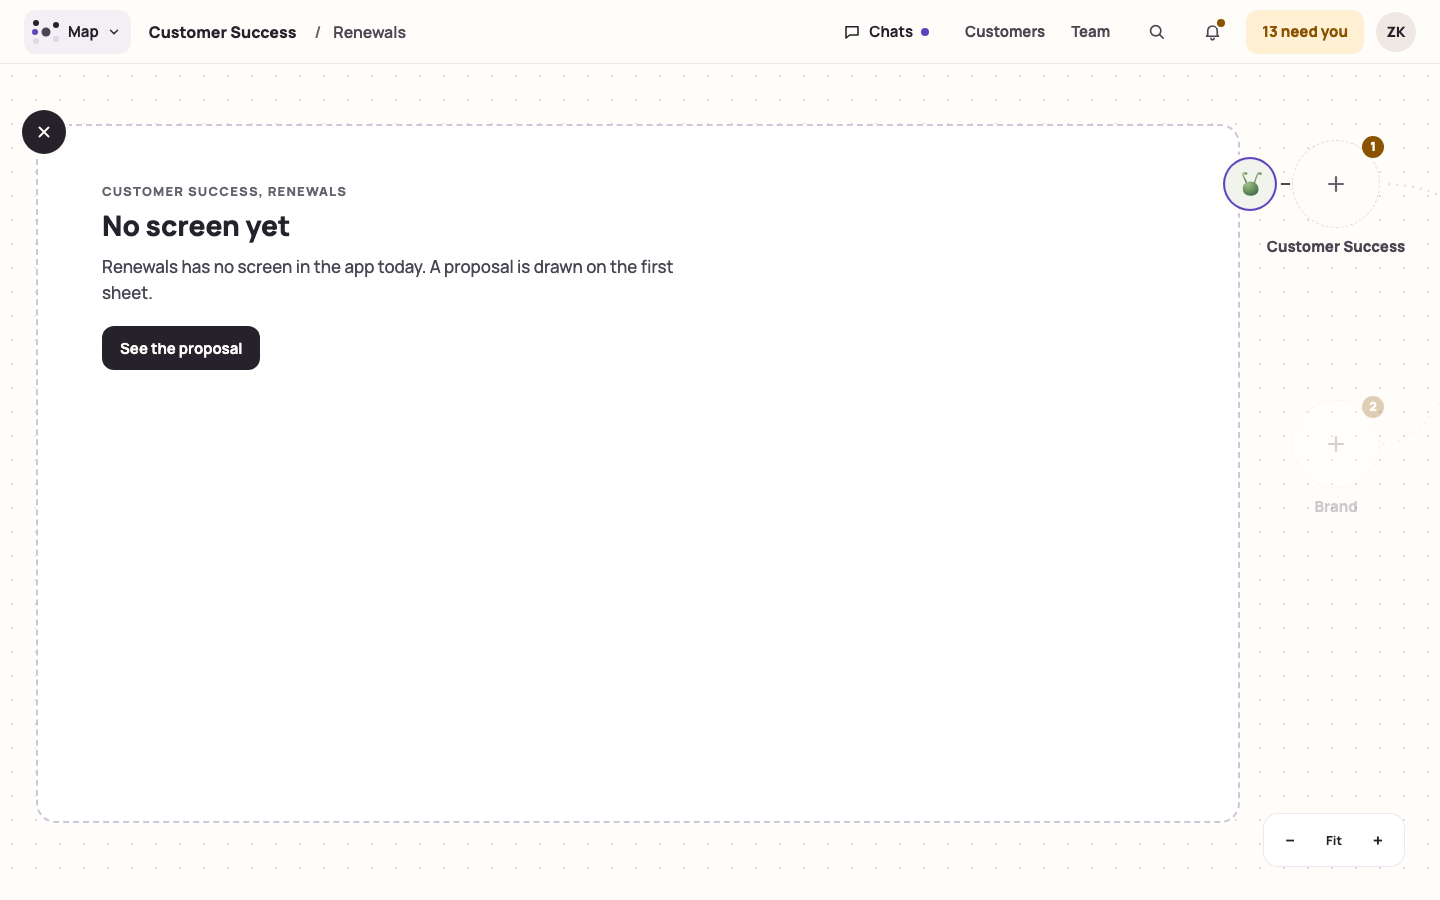 Map
Customer Success / Renewals
Chats
Customers
Team
13 need you
ZK
CUSTOMER SUCCESS, RENEWALS
No screen yet
Renewals has no screen in the app today. A proposal is drawn on the first
sheet.
See the proposal
1
Customer Success
2
Brand
− Fit +